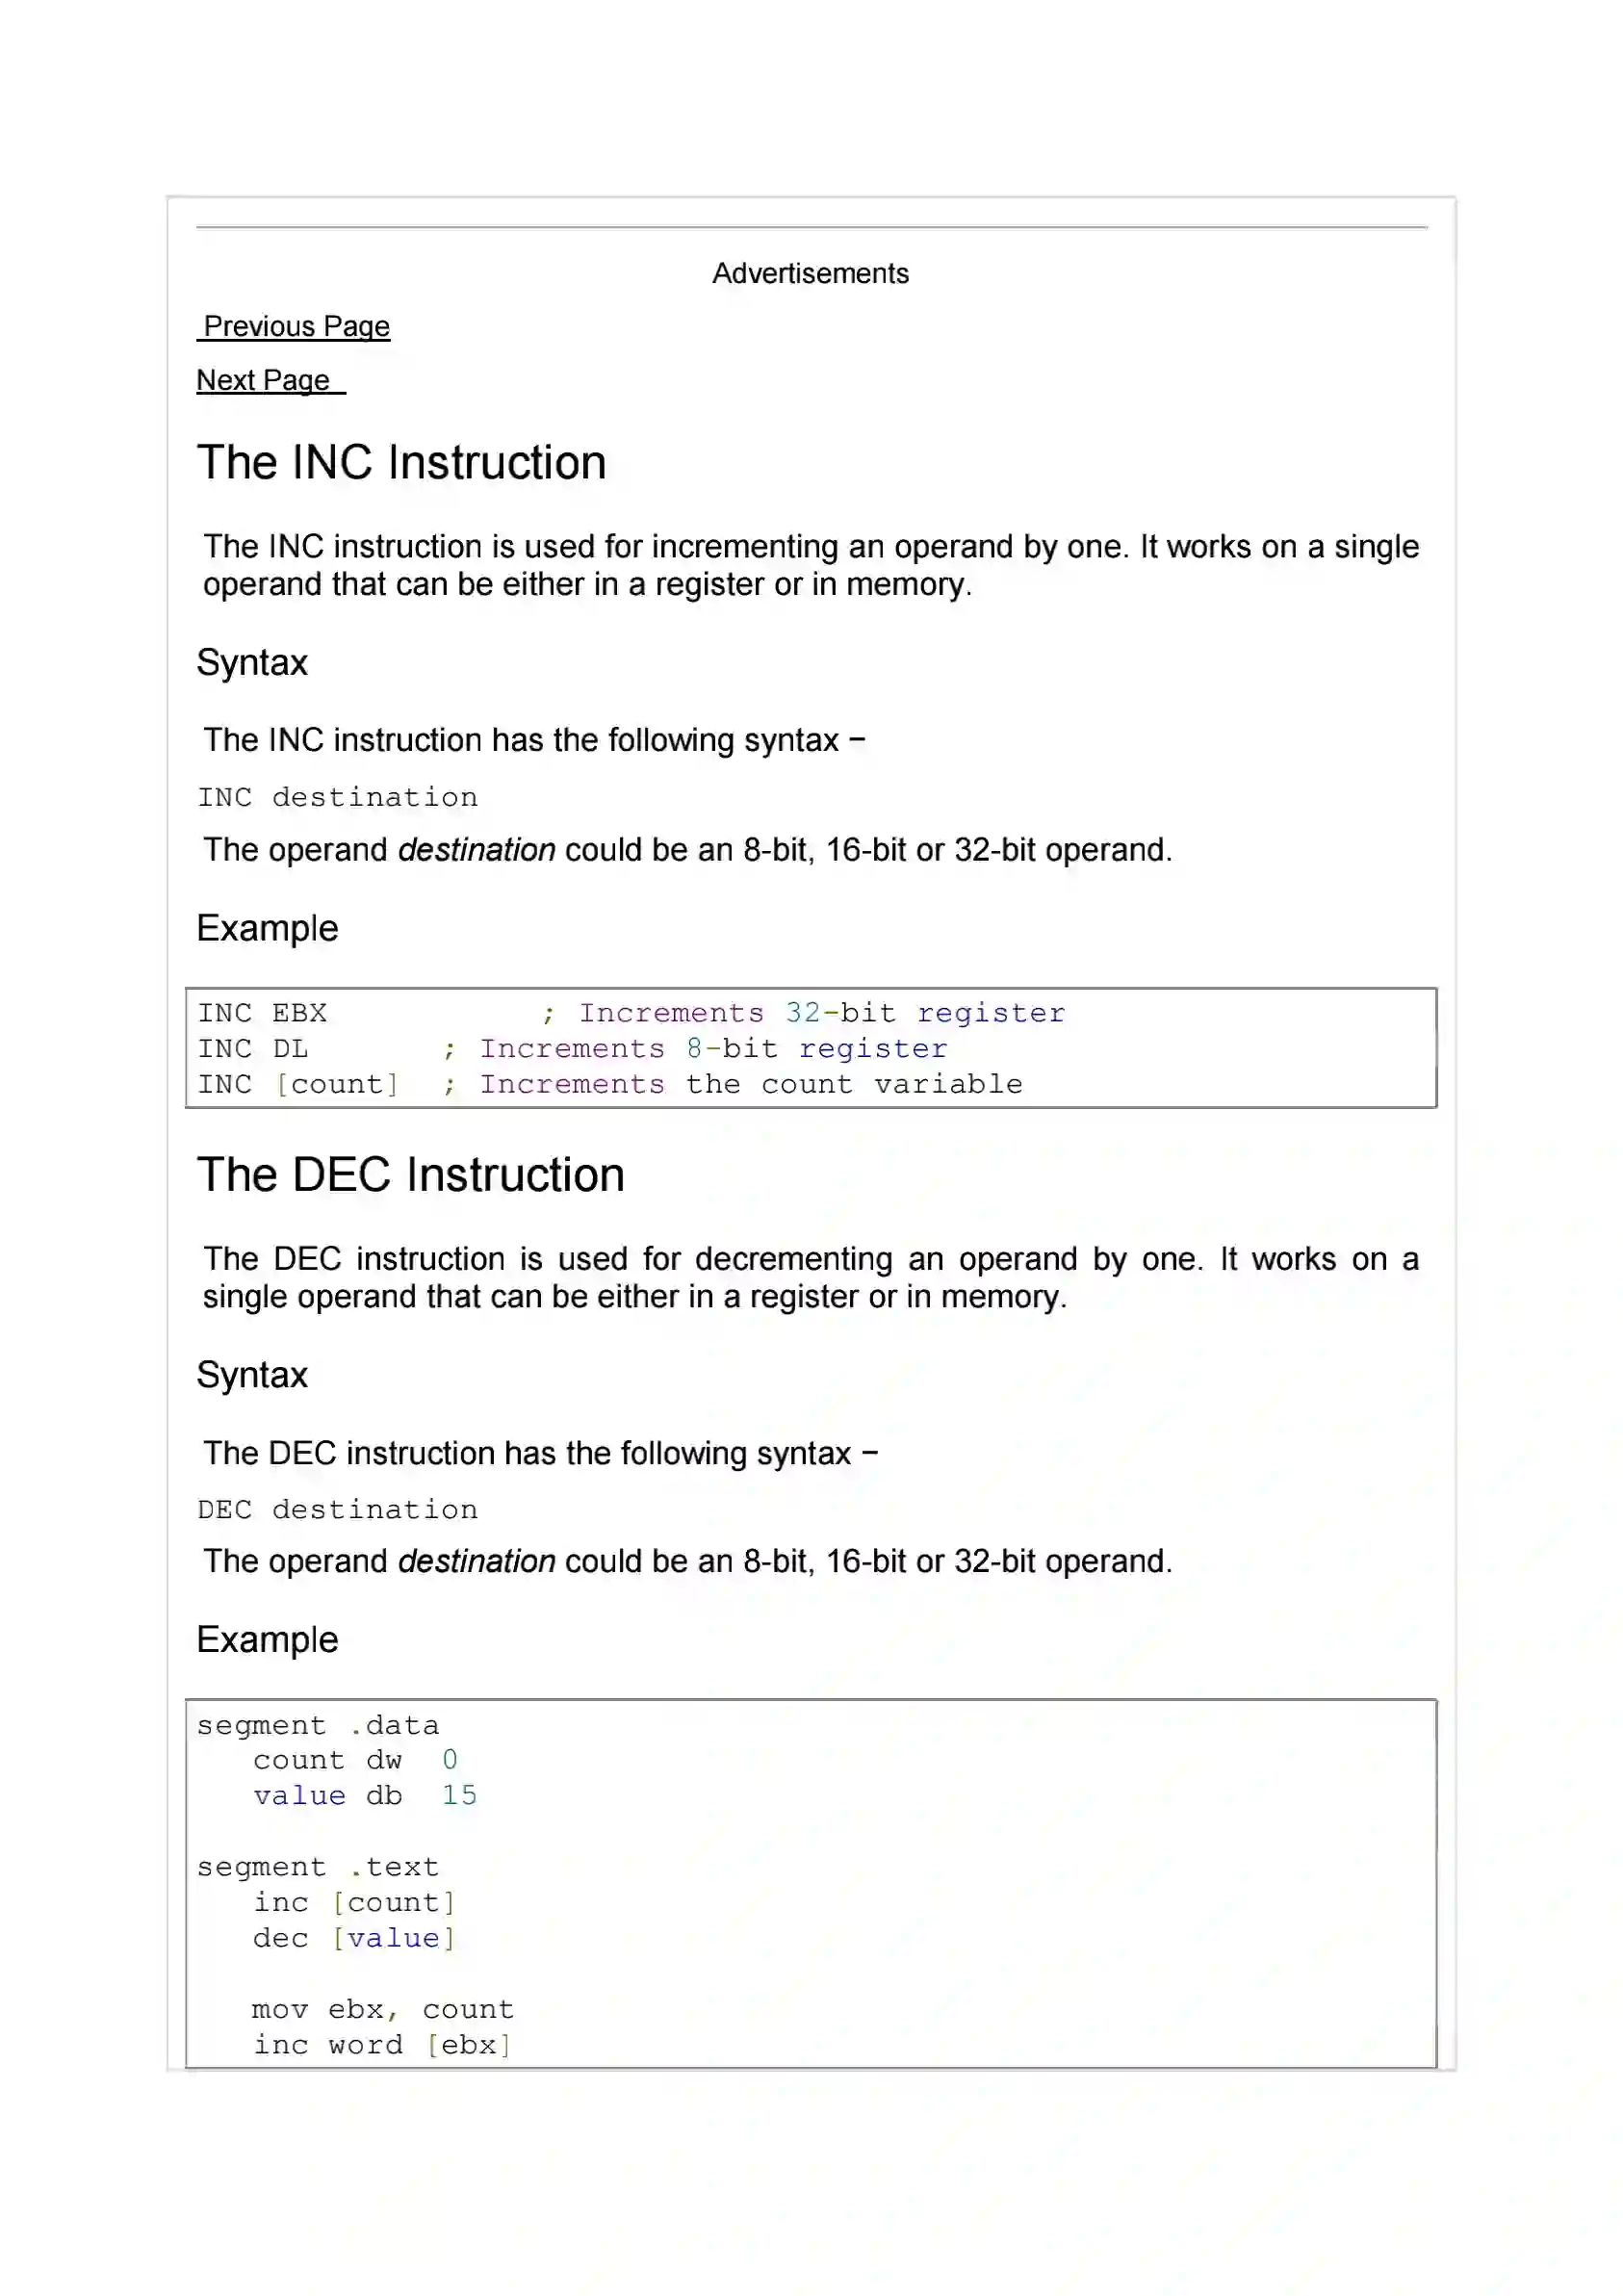 Advertisements
Previous Page
Next Page
The INC Instruction
The INC instruction is used for incrementing an operand by one. It works on a single
operand that can be either in a register or in memory.
Syntax
The INC instruction has the following syntax −
INC destination
The operand destination could be an 8-bit, 16-bit or 32-bit operand.
Example
INC EBX ; Increments 32-bit register
INC DL ; Increments 8-bit register
INC [count] ; Increments the count variable
The DEC Instruction
The DEC instruction is used for decrementing an operand by one. It works on a
single operand that can be either in a register or in memory.
Syntax
The DEC instruction has the following syntax −
DEC destination
The operand destination could be an 8-bit, 16-bit or 32-bit operand.
Example
segment .data
count dw 0
value db 15
segment .text
inc [count]
dec [value]
mov ebx, count
inc word [ebx]